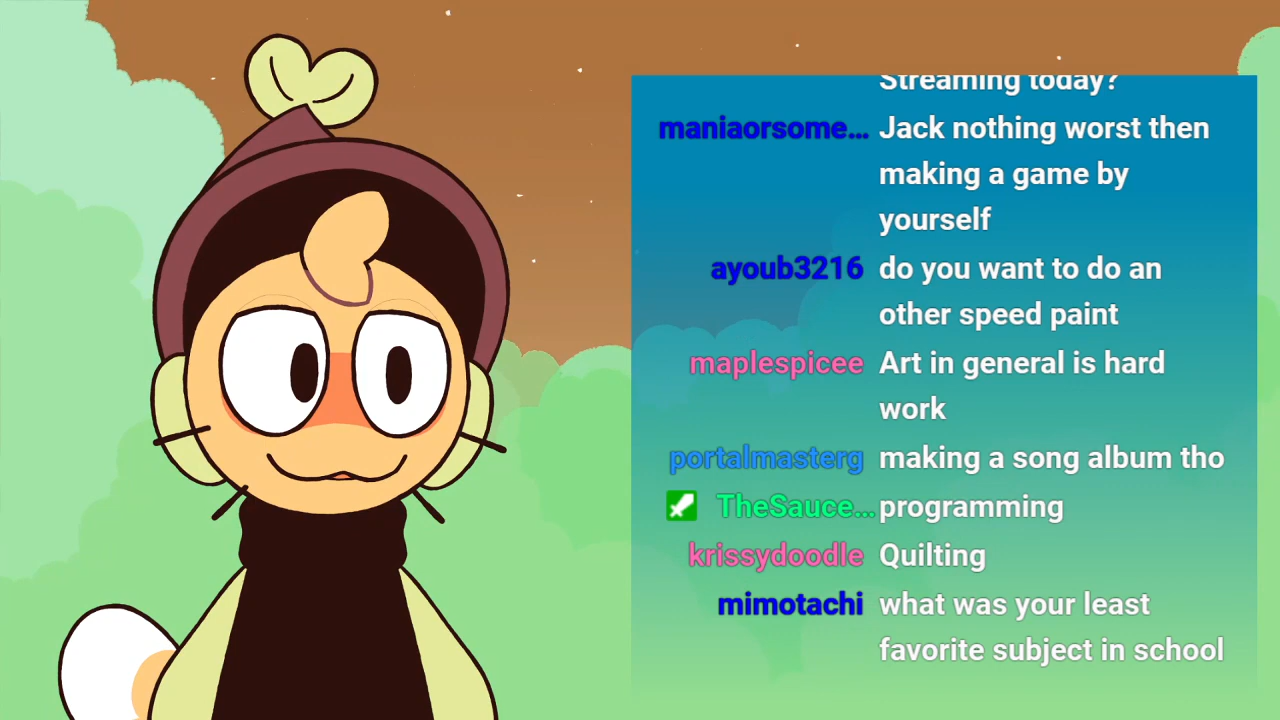 Streaming today?
maniaorsome... Jack nothing worst then
making a game by
yourself
ayoub3216 do you want to do an
other speed paint
maplespicee Art in general is hard
work
portalmasterg making a song album tho
TheSauce... programming
krissydoodle Quilting
mimotachi what was your least
favorite subject in school